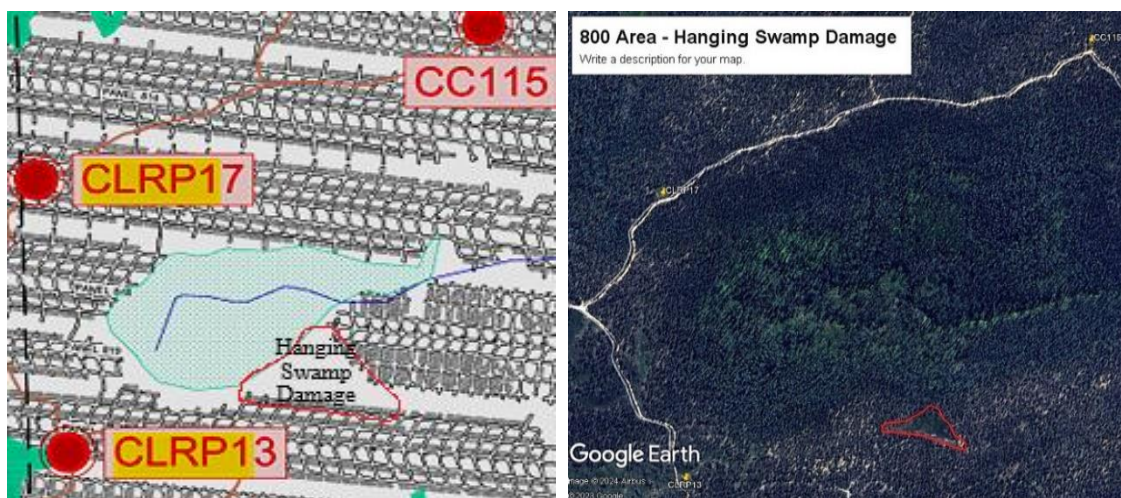 CC115
PANEL 814
CLRP17
Hanging
Swamp
Damage
CLRP13
800 Area - Hanging Swamp Damage
Write a description for your map.
CC115
CLRP17
Google Earth
CLRP13